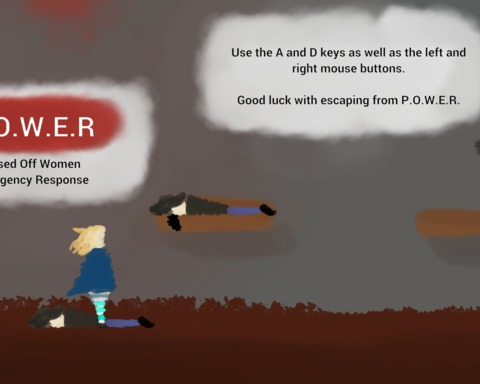 O.W.E.R
sed Off Women
gency Response
Use the A and D keys as well as the left and
right mouse buttons.
Good luck with escaping from P.O.W.E.R.